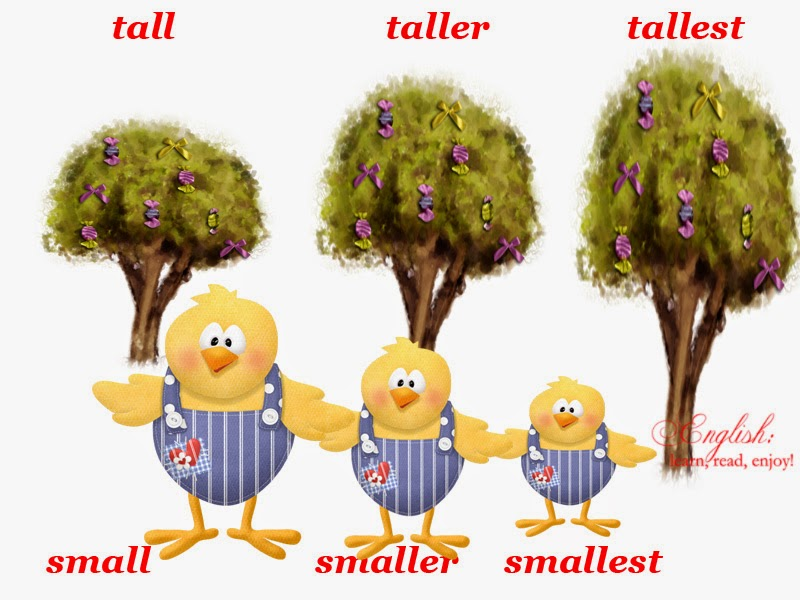 tall taller tallest
©English:
learn, read, enjoy!
small smaller smallest